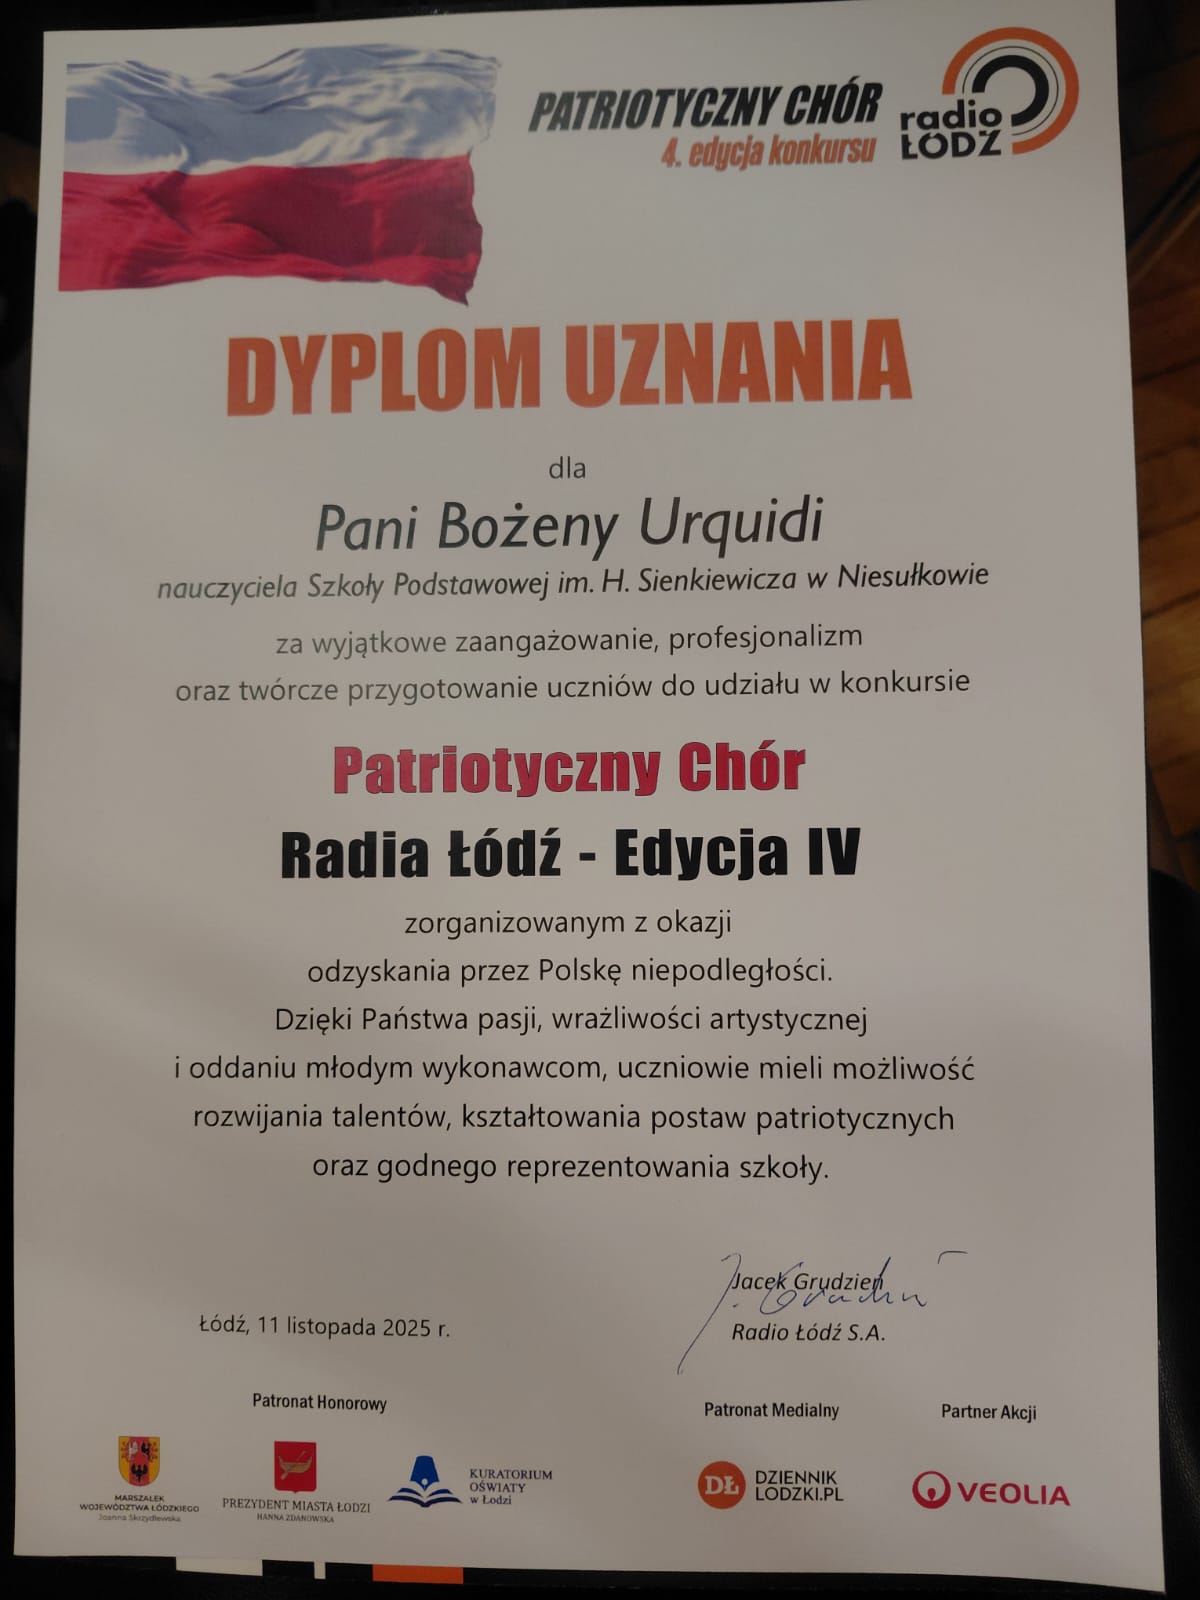 PATRIOTYCZNY CHÓR
4. edycja konkursu
radio
ŁÓDŹ
DYPLOM UZNANIA
dla
Pani Bożeny Urquidi
nauczyciela Szkoły Podstawowej im. H. Sienkiewicza w Niesułkowie
za wyjątkowe zaangażowanie, profesjonalizm
oraz twórcze przygotowanie uczniów do udziału w konkursie
Patriotyczny Chór
Radia Łódź - Edycja IV
zorganizowanym z okazji
odzyskania przez Polskę niepodległości.
Dzięki Państwa pasji, wrażliwości artystycznej
i oddaniu młodym wykonawcom, uczniowie mieli możliwość
rozwijania talentów, kształtowania postaw patriotycznych
oraz godnego reprezentowania szkoły.
Jacek Grudzień
J. Grudzień
Radio Łódź S.A.
Łódź, 11 listopada 2025 r.
Patronat Honorowy
Patronat Medialny
Partner Akcji
MARSZAŁEK
WOJEWÓDZTWA ŁÓDZKIEGO
Joanna Skrzydlewska
PREZYDENT MIASTA ŁODZI
HANNA ZDANOWSKA
KURATORIUM
OŚWIATY
w Łodzi
DŁ
DZIENNIK
LODZKI.PL
VEOLIA